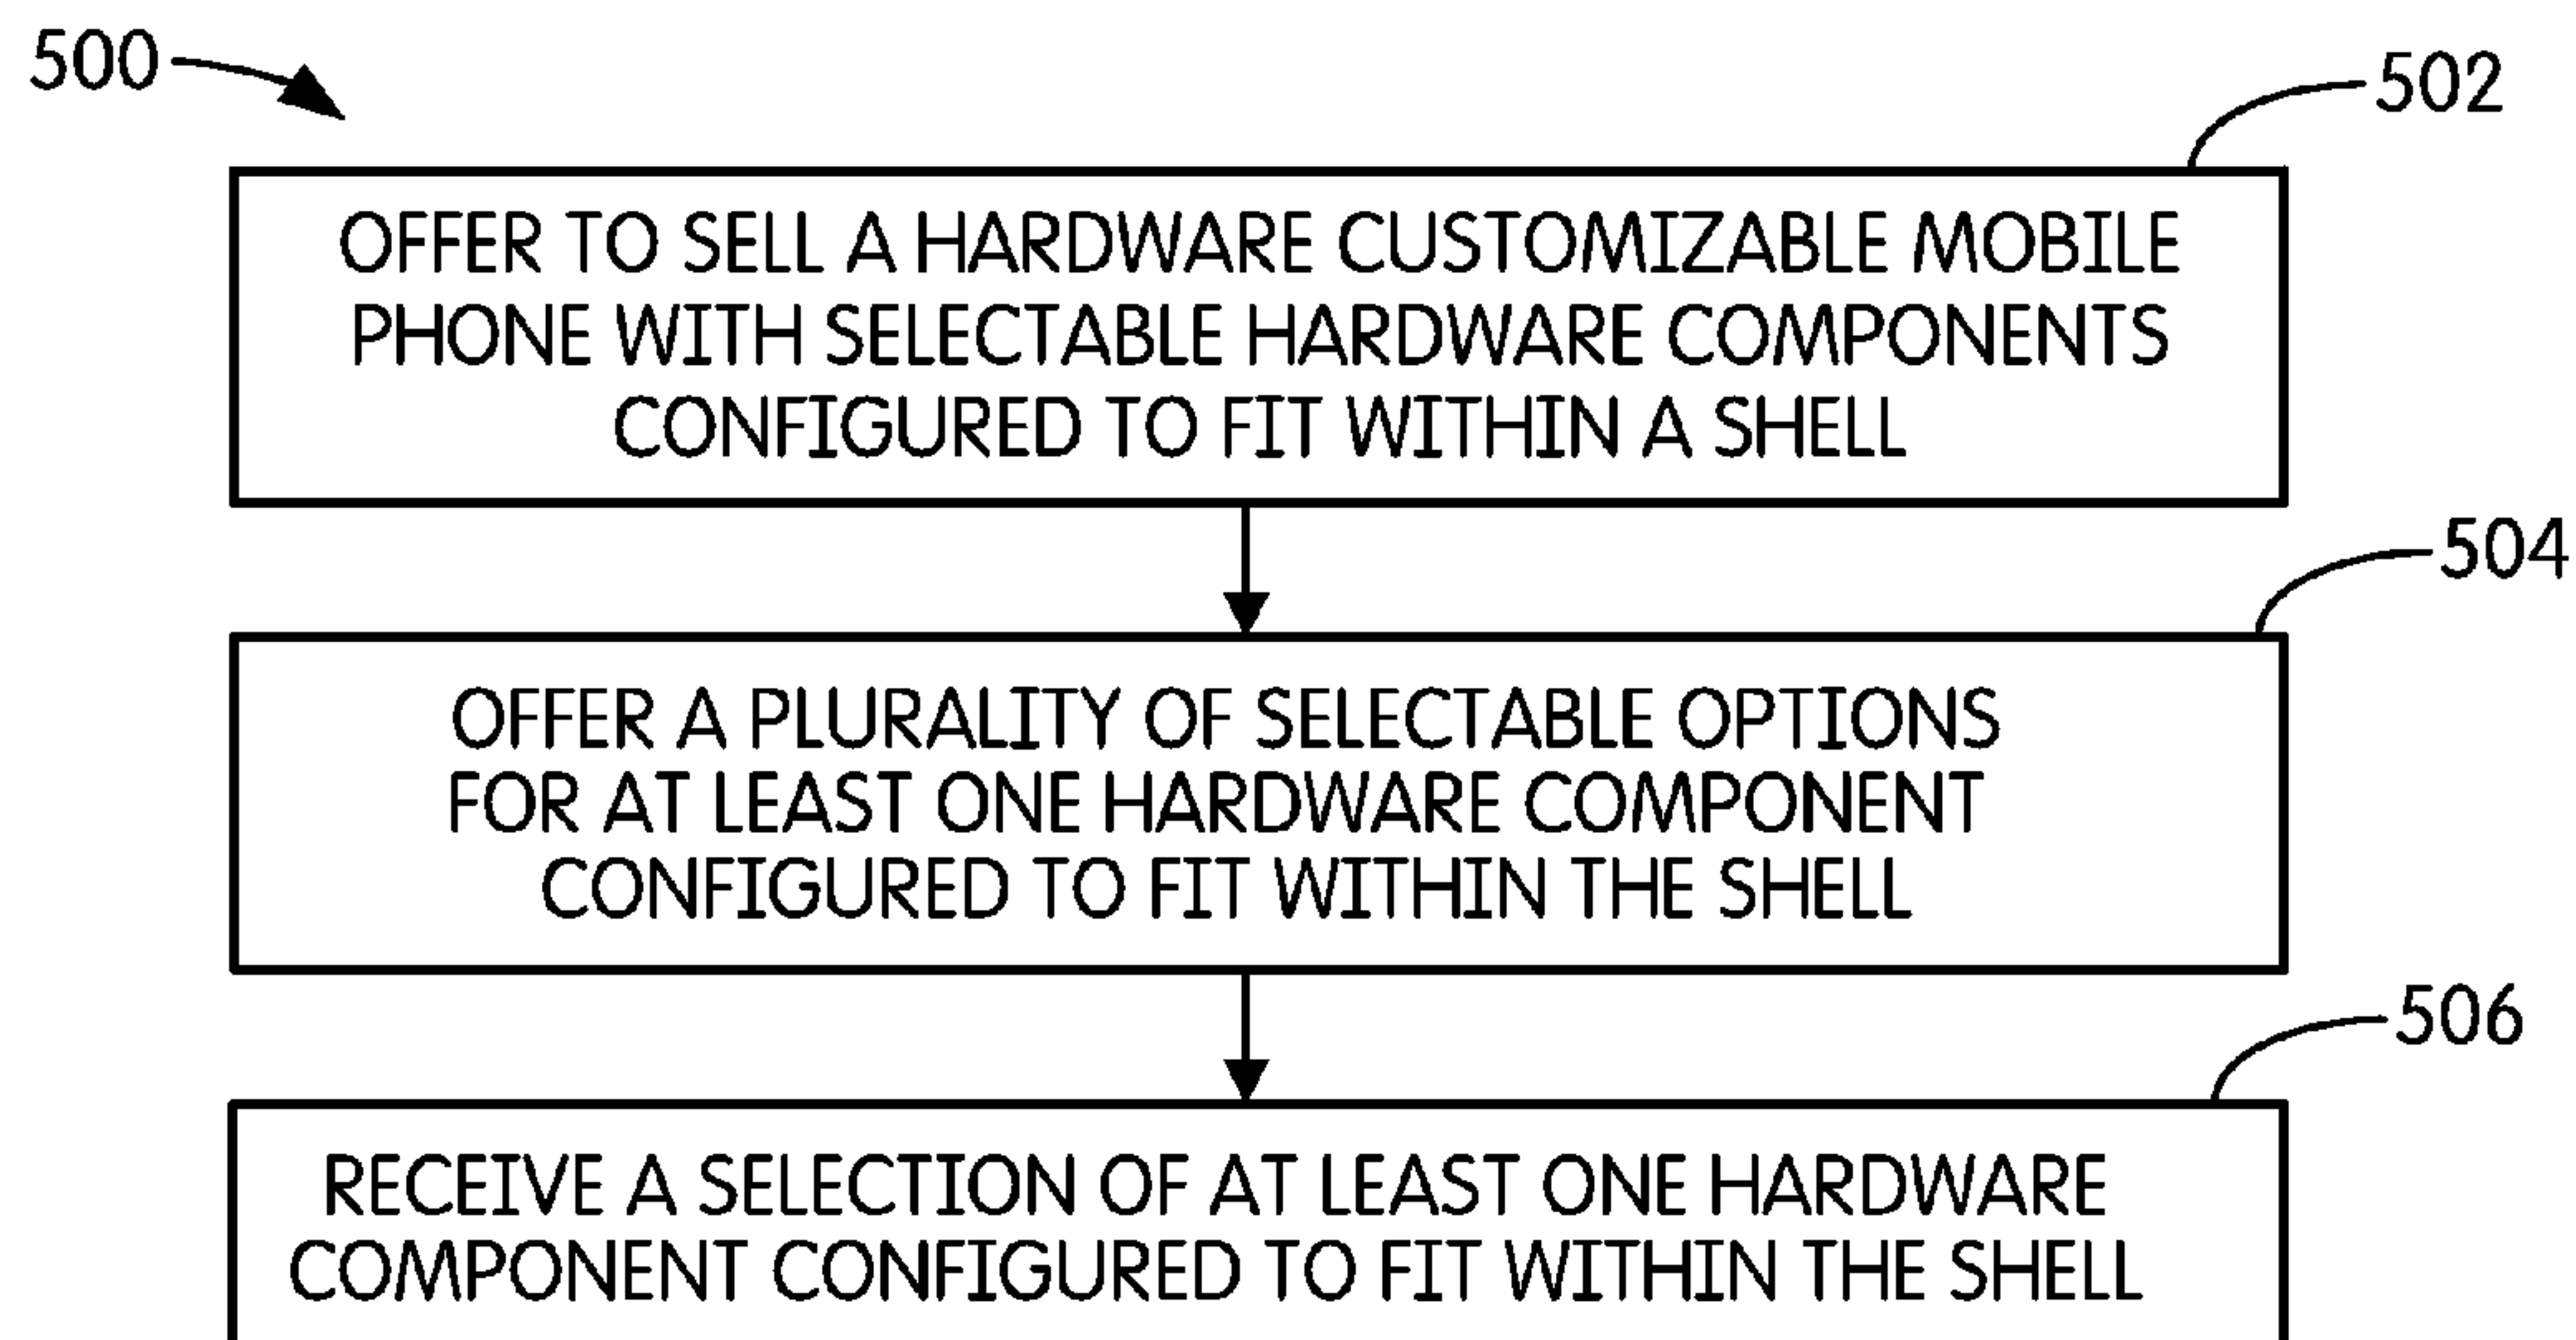 500
502
OFFER TO SELL A HARDWARE CUSTOMIZABLE MOBILE
PHONE WITH SELECTABLE HARDWARE COMPONENTS
CONFIGURED TO FIT WITHIN A SHELL
504
OFFER A PLURALITY OF SELECTABLE OPTIONS
FOR AT LEAST ONE HARDWARE COMPONENT
CONFIGURED TO FIT WITHIN THE SHELL
506
RECEIVE A SELECTION OF AT LEAST ONE HARDWARE
COMPONENT CONFIGURED TO FIT WITHIN THE SHELL